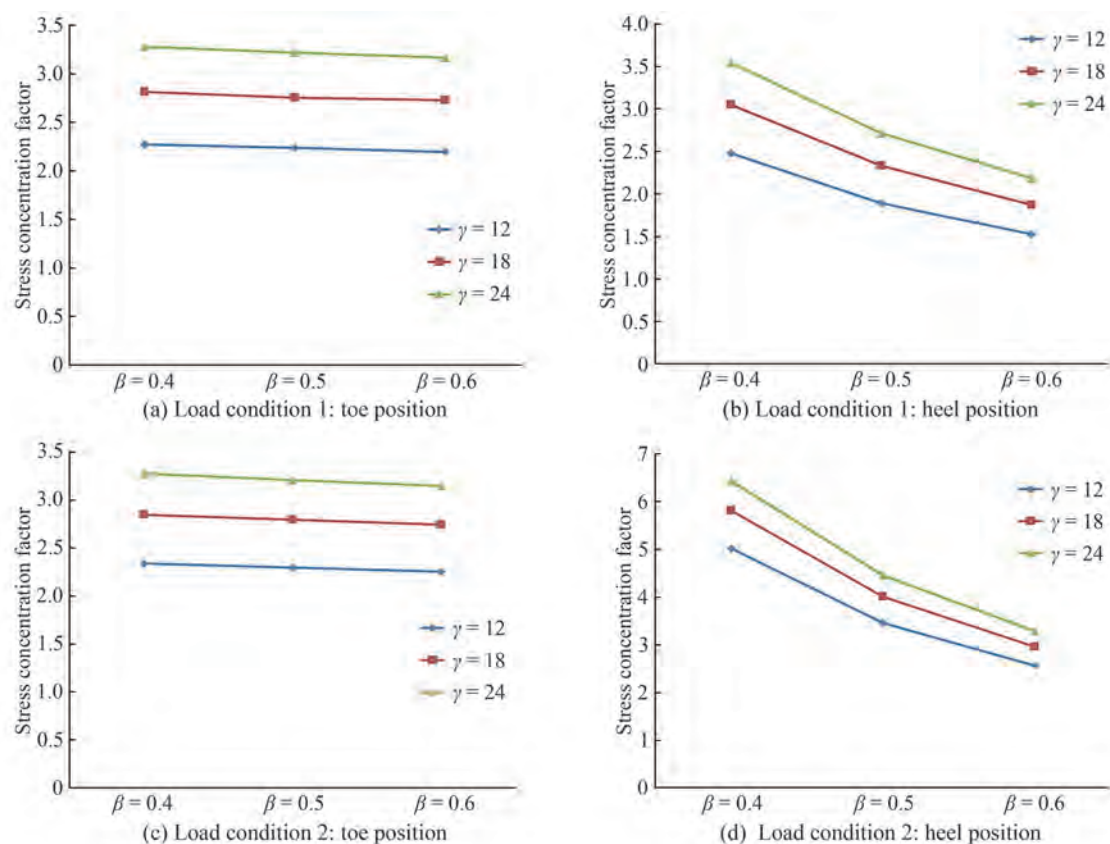 Stress concentration factor
3.5
3.0
2.5
2.0
1.5
1.0
0.5
0
γ = 12
γ = 18
γ = 24
β = 0.4 β = 0.5 β = 0.6
(a) Load condition 1: toe position
Stress concentration factor
4.0
3.5
3.0
2.5
2.0
1.5
1.0
0.5
0
γ = 12
γ = 18
γ = 24
β = 0.4 β = 0.5 β = 0.6
(b) Load condition 1: heel position
Stress concentration factor
3.5
3.0
2.5
2.0
1.5
1.0
0.5
0
γ = 12
γ = 18
γ = 24
β = 0.4 β = 0.5 β = 0.6
(c) Load condition 2: toe position
Stress concentration factor
7
6
5
4
3
2
1
0
γ = 12
γ = 18
γ = 24
β = 0.4 β = 0.5 β = 0.6
(d) Load condition 2: heel position